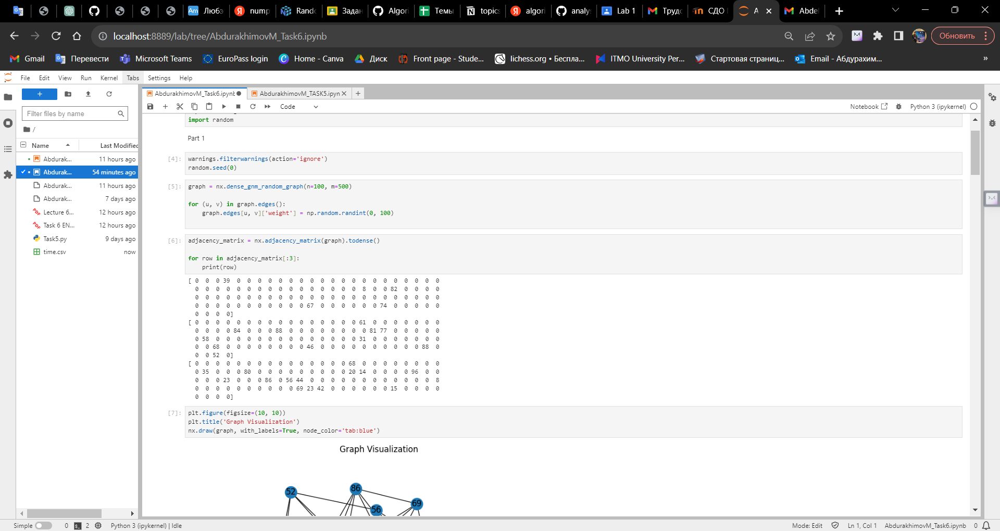 Любэ
nump
Rand
Задан
Algori
Темы
topics
algori
analy
Lab 1
Трудо
СДО
A
Abdel
localhost:8889/lab/tree/AbdurakhimovM_Task6.ipynb
Обновить
Gmail
Перевести
Microsoft Teams
EuroPass login
Home - Canva
Диск
Front page - Stude...
lichess.org • Беспла...
ITMO University Per...
Стартовая страниц...
Email - Абдурахим...
»
File Edit View Run Kernel Tabs Settings Help
AbdurakhimovM_Task6.ipynb
AbdurakhimovM_TASK5.ipyn
Filter files by name
Code
Notebook
Python 3 (ipykernel)
/
Name Last Modified
Abdurak... 11 hours ago
Abdurak... 54 minutes ago
Abdurak... 11 hours ago
Abdurak... 7 days ago
Lecture 6... 12 hours ago
Task 6 EN... 12 hours ago
Task5.py 9 days ago
time.csv now
import random
Part 1
[4]: warnings.filterwarnings(action='ignore')
random.seed(0)
[5]: graph = nx.dense_gnm_random_graph(n=100, m=500)
for (u, v) in graph.edges():
graph.edges[u, v]['weight'] = np.random.randint(0, 100)
[6]: adjacency_matrix = nx.adjacency_matrix(graph).todense()
for row in adjacency_matrix[:3]:
print(row)
[ 0 0 0 39 0 0 0 0 0 0 0 0 0 0 0 0 0 0 0 0 0 0 0 0
0 0 0 0 0 0 0 0 0 0 0 0 0 0 0 0 8 0 0 82 0 0 0 0
0 0 0 0 0 0 0 0 0 0 0 0 0 0 0 0 0 0 0 0 0 0 0 0
0 0 0 0 0 0 0 0 0 0 0 67 0 0 0 0 0 0 74 0 0 0 0 0
0 0 0 0]
[ 0 0 0 0 0 0 0 0 0 0 0 0 0 0 0 0 61 0 0 0 0 0 0 0
0 0 0 0 84 0 0 0 88 0 0 0 0 0 0 0 0 81 77 0 0 0 0 0
0 58 0 0 0 0 0 0 0 0 0 0 0 0 0 0 31 0 0 0 0 0 0 0
0 0 68 0 0 0 0 0 0 0 0 46 0 0 0 0 0 0 0 0 0 0 88 0
0 0 52 0]
[ 0 0 0 0 0 0 0 0 0 0 0 0 0 0 0 68 0 0 0 0 0 0 0 0
0 35 0 0 0 80 0 0 0 0 0 0 0 0 0 20 14 0 0 0 0 96 0 0
0 0 0 23 0 0 0 86 0 56 44 0 0 0 0 0 0 0 0 0 0 0 0 8
0 0 0 0 0 0 0 0 0 0 69 23 42 0 0 0 0 0 0 15 0 0 0 0
0 0 0 0]
[7]: plt.figure(figsize=(10, 10))
plt.title('Graph Visualization')
nx.draw(graph, with_labels=True, node_color='tab:blue')
Graph Visualization
52
86
69
56
Simple 0 2 Python 3 (ipykernel) | Idle
Mode: Edit Ln 1, Col 1 AbdurakhimovM_Task6.ipynb 0